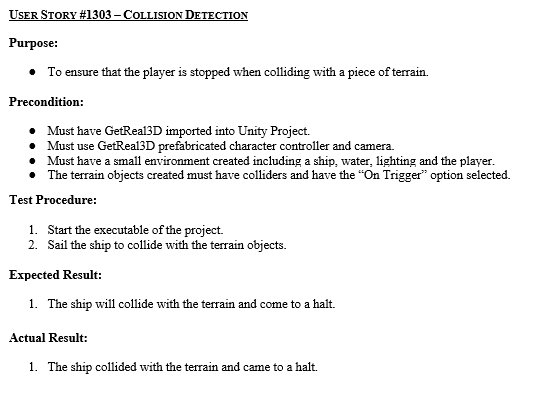 USER STORY #1303 – COLLISION DETECTION
Purpose:
● To ensure that the player is stopped when colliding with a piece of terrain.
Precondition:
● Must have GetReal3D imported into Unity Project.
● Must use GetReal3D prefabricated character controller and camera.
● Must have a small environment created including a ship, water, lighting and the player.
● The terrain objects created must have colliders and have the “On Trigger” option selected.
Test Procedure:
1. Start the executable of the project.
2. Sail the ship to collide with the terrain objects.
Expected Result:
1. The ship will collide with the terrain and come to a halt.
Actual Result:
1. The ship collided with the terrain and came to a halt.